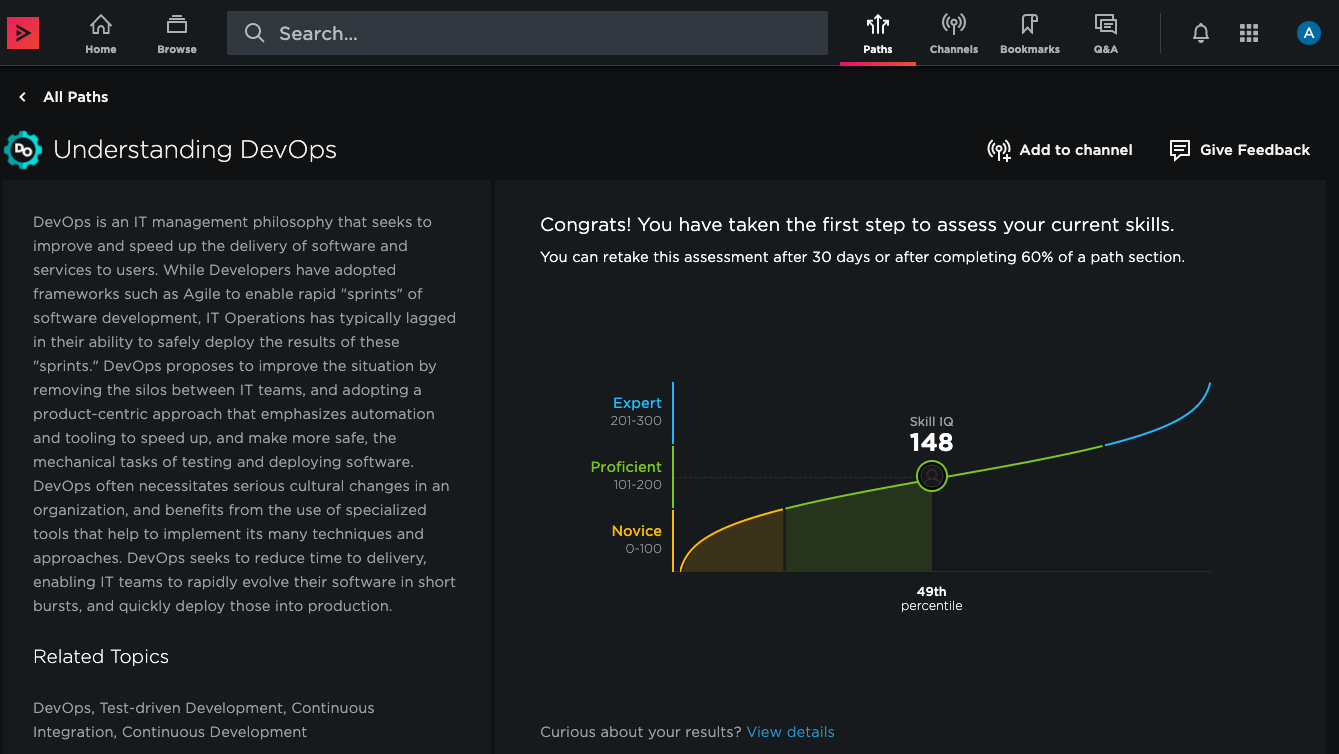 Home
Browse
Search...
Paths
Channels
Bookmarks
Q&A
A
All Paths
DO
Understanding DevOps
Add to channel
Give Feedback
DevOps is an IT management philosophy that seeks to
improve and speed up the delivery of software and
services to users. While Developers have adopted
frameworks such as Agile to enable rapid "sprints" of
software development, IT Operations has typically lagged
in their ability to safely deploy the results of these
"sprints." DevOps proposes to improve the situation by
removing the silos between IT teams, and adopting a
product-centric approach that emphasizes automation
and tooling to speed up, and make more safe, the
mechanical tasks of testing and deploying software.
DevOps often necessitates serious cultural changes in an
organization, and benefits from the use of specialized
tools that help to implement its many techniques and
approaches. DevOps seeks to reduce time to delivery,
enabling IT teams to rapidly evolve their software in short
bursts, and quickly deploy those into production.
Related Topics
DevOps, Test-driven Development, Continuous
Integration, Continuous Development
Congrats! You have taken the first step to assess your current skills.
You can retake this assessment after 30 days or after completing 60% of a path section.
Expert
201-300
Proficient
101-200
Novice
0-100
Skill IQ
148
49th
percentile
Curious about your results? View details